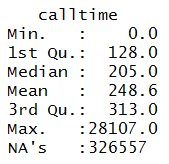 calltime
Min.   :    0.0
1st Qu.:  128.0
Median :  205.0
Mean   :  248.6
3rd Qu.:  313.0
Max.   :28107.0
NA's   :326557